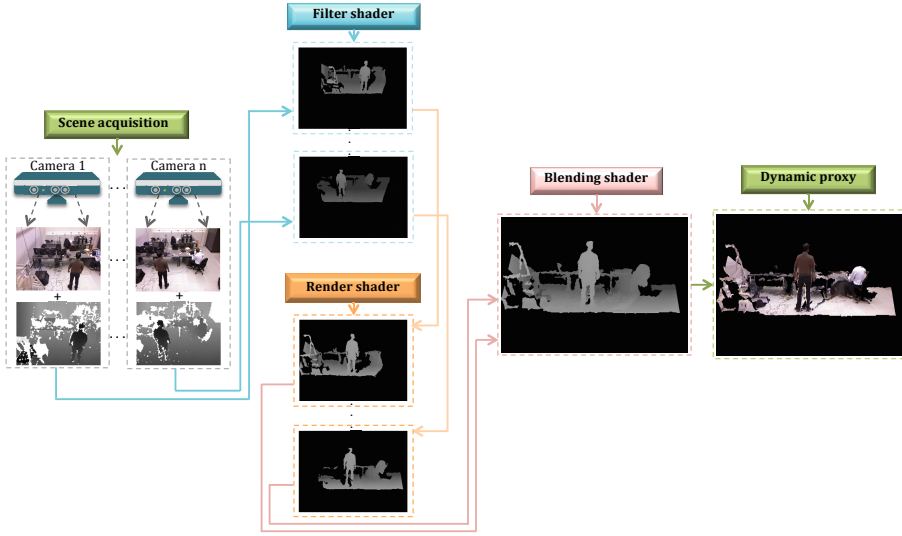 Filter shader
Scene acquisition
Camera 1
Camera n
. . .
. . .
+
+
. . .
Render shader
Blending shader
Dynamic proxy